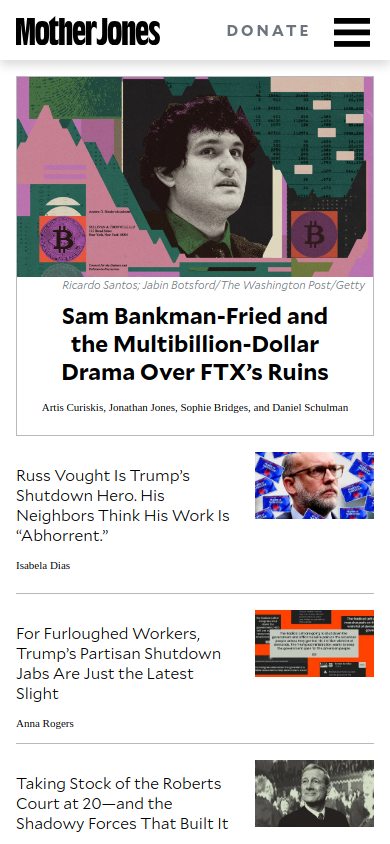 Mother Jones
DONATE
Ricardo Santos; Jabin Botsford/The Washington Post/Getty
Sam Bankman-Fried and
the Multibillion-Dollar
Drama Over FTX’s Ruins
Artis Curiskis, Jonathan Jones, Sophie Bridges, and Daniel Schulman
Russ Vought Is Trump’s
Shutdown Hero. His
Neighbors Think His Work Is
“Abhorrent.”
Isabela Dias
For Furloughed Workers,
Trump’s Partisan Shutdown
Jabs Are Just the Latest
Slight
Anna Rogers
Taking Stock of the Roberts
Court at 20—and the
Shadowy Forces That Built It